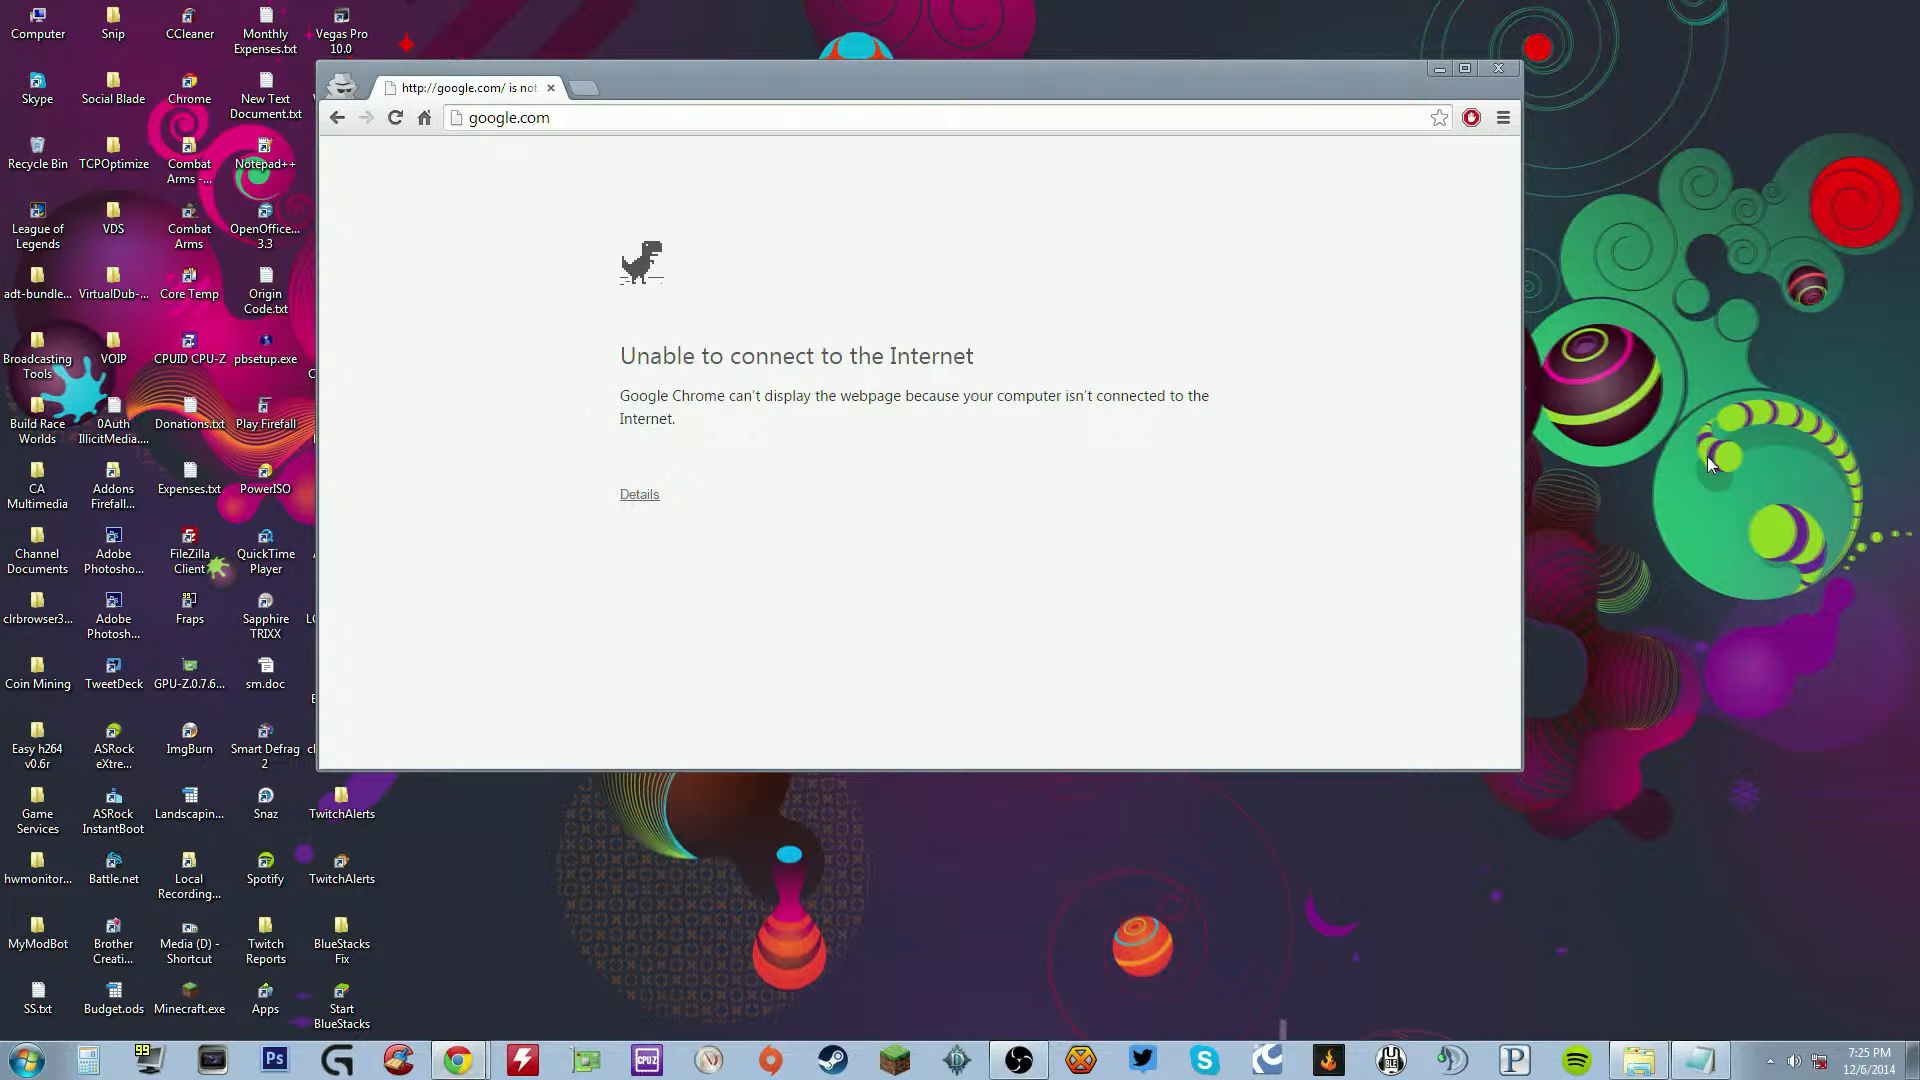 Computer
Snip
CCleaner
Monthly
Expenses.txt
Vegas Pro
10.0
Skype
Social Blade
Chrome
New Text
Document.txt
Recycle Bin
TCPOptimize
Combat
Arms -...
Notepad++
League of
Legends
VDS
Combat
Arms
OpenOffice...
3.3
adt-bundle...
VirtualDub-...
Core Temp
Origin
Code.txt
Broadcasting
Tools
VOIP
CPUID CPU-Z
pbsetup.exe
Build Race
Worlds
0Auth
IllicitMedia....
Donations.txt
Play Firefall
CA
Multimedia
Addons
Firefall...
Expenses.txt
PowerISO
Channel
Documents
Adobe
Photosho...
FileZilla
Client
QuickTime
Player
clrbrowser3...
Adobe
Photosh...
Fraps
Sapphire
TRIXX
Coin Mining
TweetDeck
GPU-Z.0.7.6...
sm.doc
Easy h264
v0.6r
ASRock
eXtre...
ImgBurn
Smart Defrag
2
Game
Services
ASRock
InstantBoot
Landscapin...
Snaz
TwitchAlerts
hwmonitor...
Battle.net
Local
Recording...
Spotify
TwitchAlerts
MyModBot
Brother
Creati...
Media (D) -
Shortcut
Twitch
Reports
BlueStacks
Fix
SS.txt
Budget.ods
Minecraft.exe
Apps
Start
BlueStacks
http://google.com/ is not
google.com
Unable to connect to the Internet
Google Chrome can't display the webpage because your computer isn't connected to the
Internet.
Details
99
Ps
CPU-Z
7:25 PM
12/6/2014